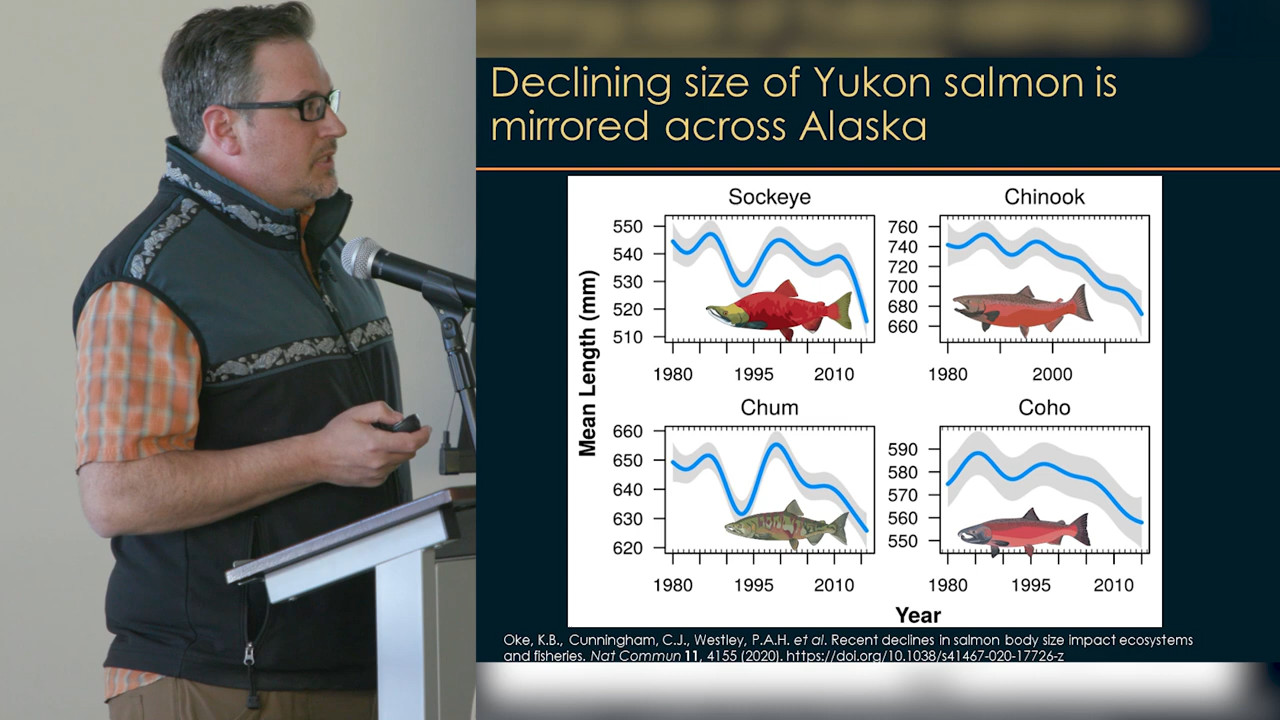 Declining size of Yukon salmon is
mirrored across Alaska
Sockeye
550
540
530
520
510
1980 1995 2010
Chinook
760
740
720
700
680
660
1980 2000
Mean Length (mm)
Chum
660
650
640
630
620
1980 1995 2010
Coho
590
580
570
560
550
1980 1995 2010
Year
Oke, K.B., Cunningham, C.J., Westley, P.A.H. et al. Recent declines in salmon body size impact ecosystems
and fisheries. Nat Commun 11, 4155 (2020). https://doi.org/10.1038/s41467-020-17726-z